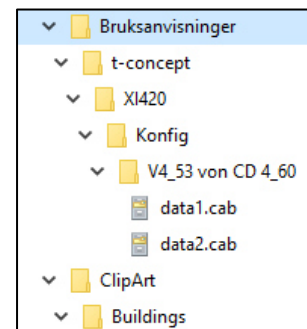 Bruksanvisninger
t-concept
XI420
Konfig
V4_53 von CD 4_60
data1.cab
data2.cab
ClipArt
Buildings